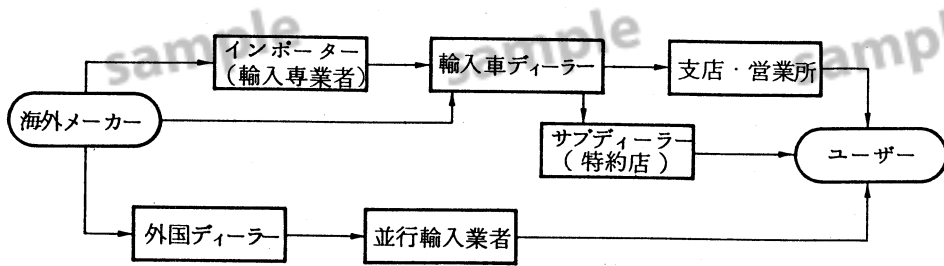 sample
sample
sample
インポーター
(輸入専業者)
輸入車ディーラー
支店・営業所
海外メーカー
サブディーラー
(特約店)
ユーザー
外国ディーラー
並行輸入業者